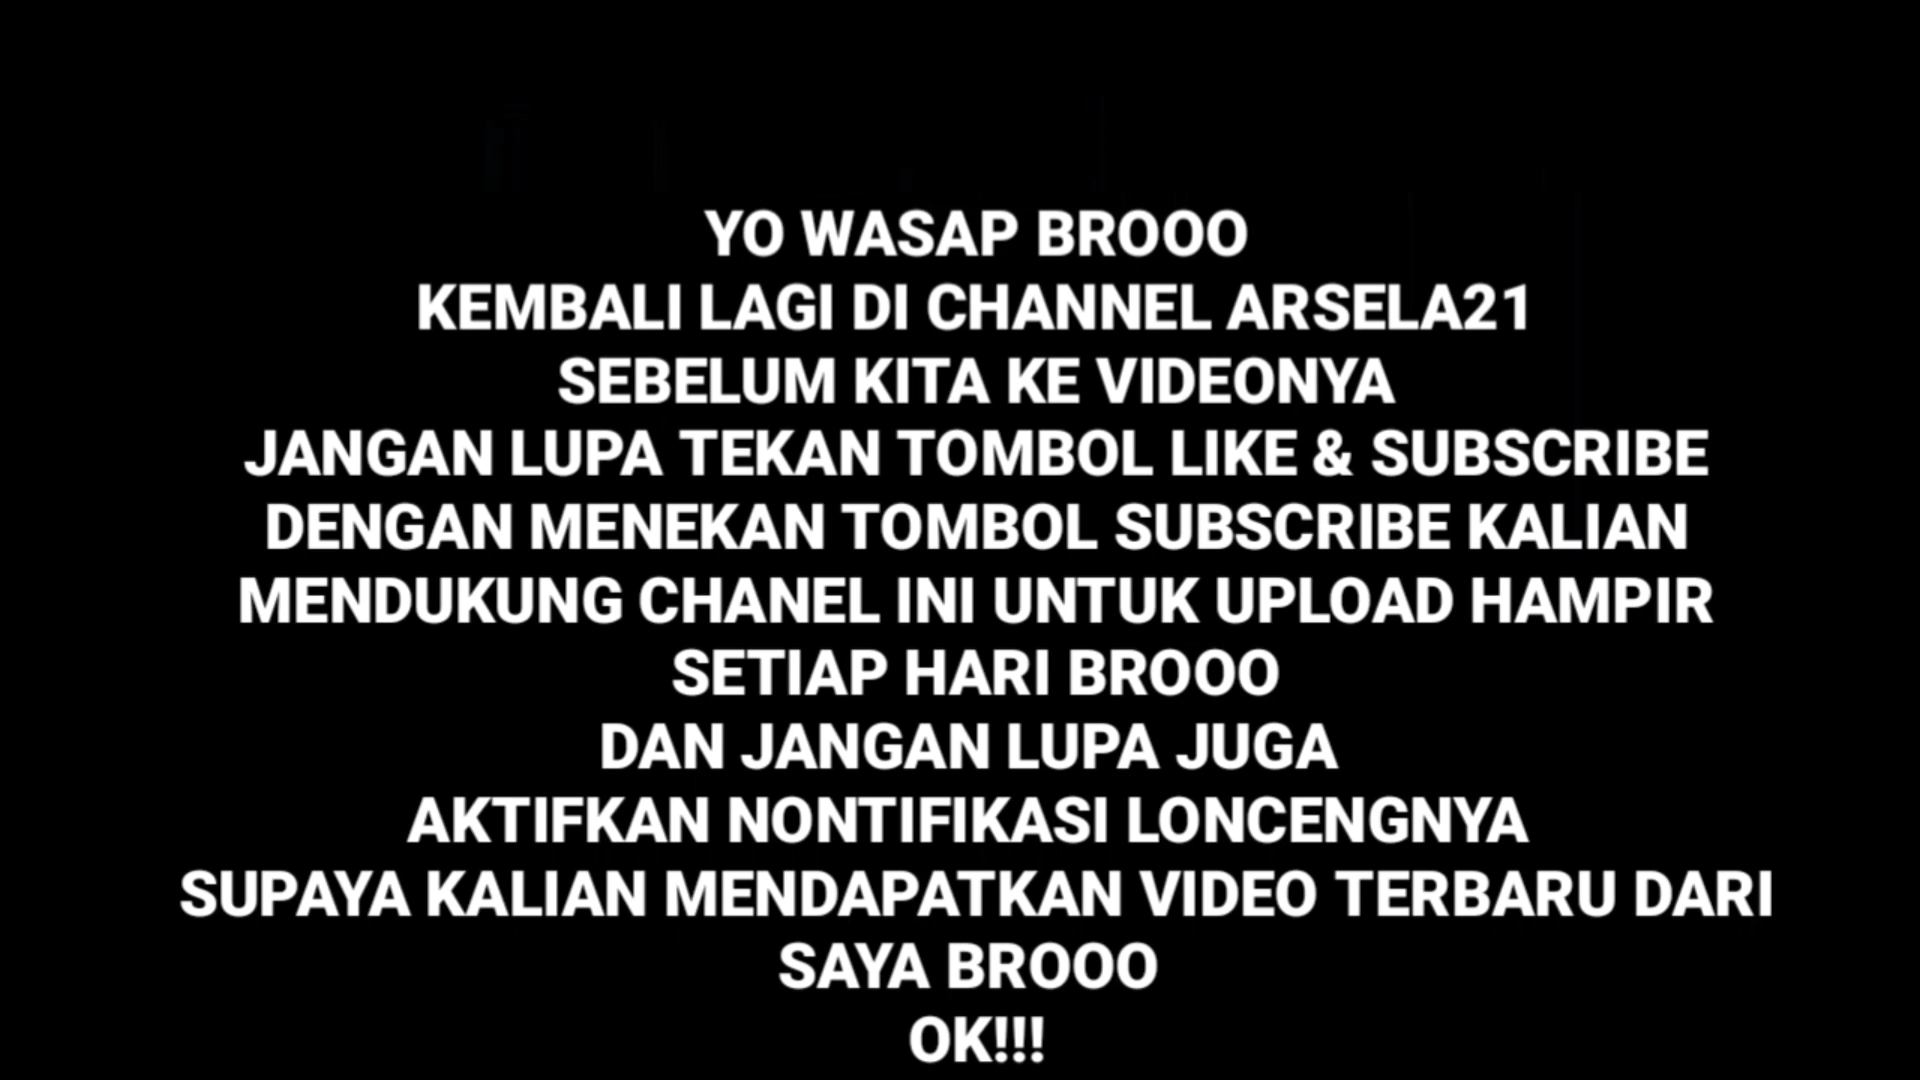 YO WASAP BROOO
KEMBALI LAGI DI CHANNEL ARSELA21
SEBELUM KITA KE VIDEONYA
JANGAN LUPA TEKAN TOMBOL LIKE & SUBSCRIBE
DENGAN MENEKAN TOMBOL SUBSCRIBE KALIAN
MENDUKUNG CHANEL INI UNTUK UPLOAD HAMPIR
SETIAP HARI BROOO
DAN JANGAN LUPA JUGA
AKTIFKAN NONTIFIKASI LONCENGNYA
SUPAYA KALIAN MENDAPATKAN VIDEO TERBARU DARI
SAYA BROOO
OK!!!